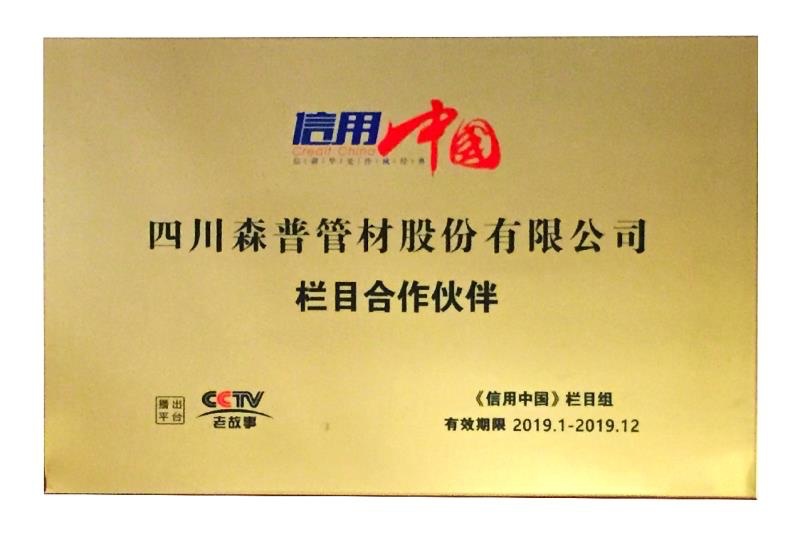 信用中国
Credit China
四川森普管材股份有限公司
栏目合作伙伴
播出平台
CCTV
老故事
《信用中国》栏目组
有效期限 2019.1-2019.12